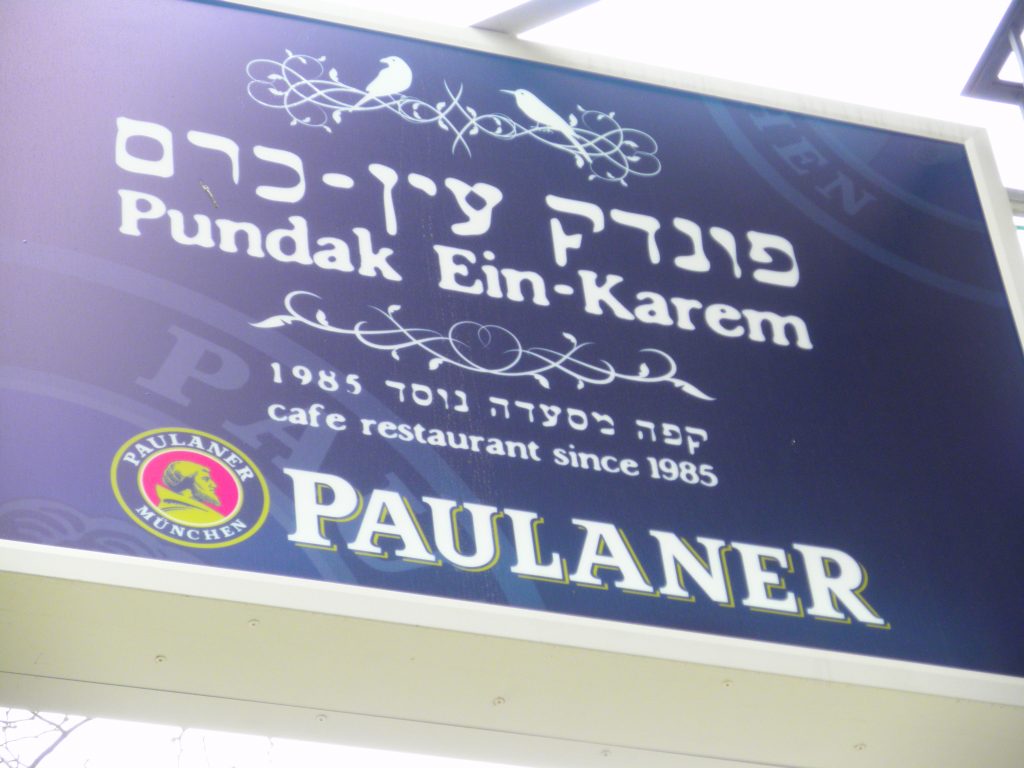 פונדק עין-כרם
Pundak Ein-Karem
קפה מסעדה נוסד 1985
cafe restaurant since 1985
PAULANER
MÜNCHEN
PAULANER